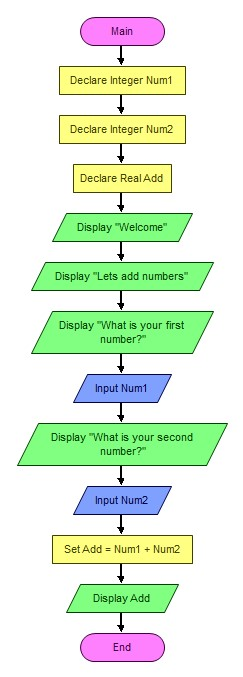 Main
Declare Integer Num1
Declare Integer Num2
Declare Real Add
Display "Welcome"
Display "Lets add numbers"
Display "What is your first
number?"
Input Num1
Display "What is your second
number?"
Input Num2
Set Add = Num1 + Num2
Display Add
End